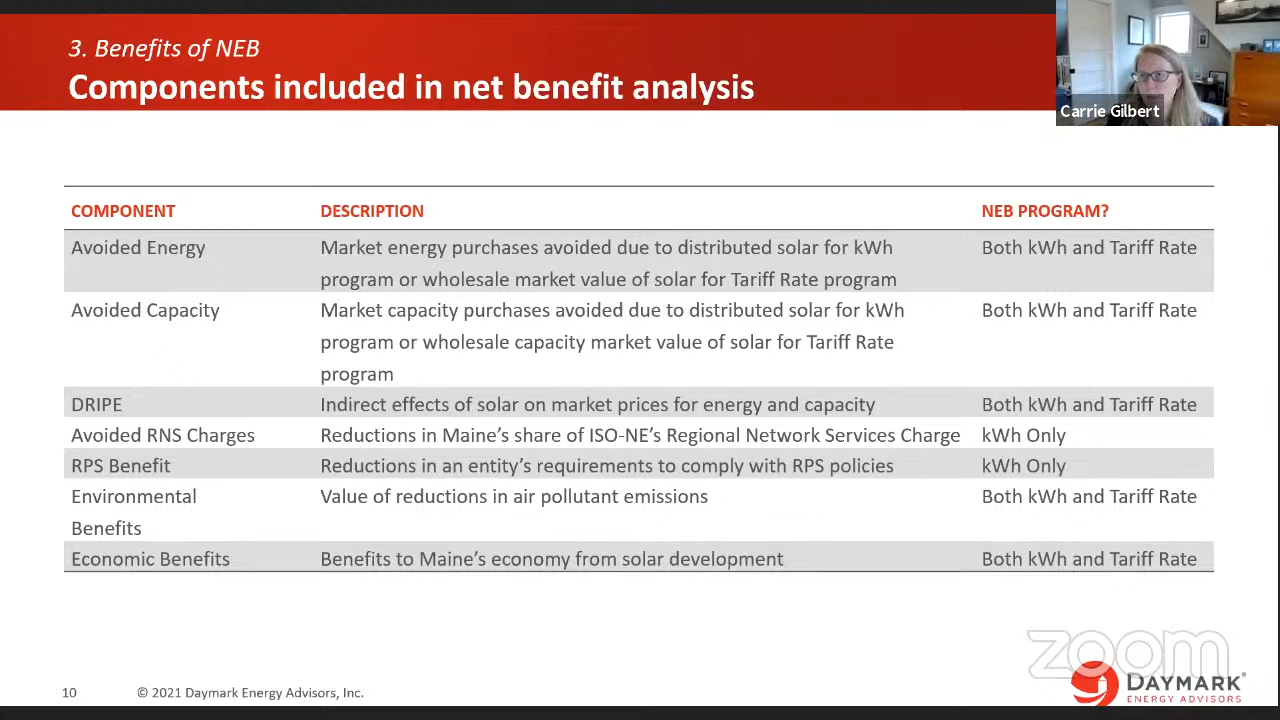 3. Benefits of NEB
Components included in net benefit analysis
Carrie Gilbert
COMPONENT DESCRIPTION NEB PROGRAM?
Avoided Energy Market energy purchases avoided due to distributed solar for kWh Both kWh and Tariff Rate
program or wholesale market value of solar for Tariff Rate program
Avoided Capacity Market capacity purchases avoided due to distributed solar for kWh Both kWh and Tariff Rate
program or wholesale capacity market value of solar for Tariff Rate
program
DRIPE Indirect effects of solar on market prices for energy and capacity Both kWh and Tariff Rate
Avoided RNS Charges Reductions in Maine's share of ISO-NE's Regional Network Services Charge kWh Only
RPS Benefit Reductions in an entity's requirements to comply with RPS policies kWh Only
Environmental Value of reductions in air pollutant emissions Both kWh and Tariff Rate
Benefits
Economic Benefits Benefits to Maine's economy from solar development Both kWh and Tariff Rate
zoom
10 © 2021 Daymark Energy Advisors, Inc.
DAYMARK®
ENERGY ADVISORS